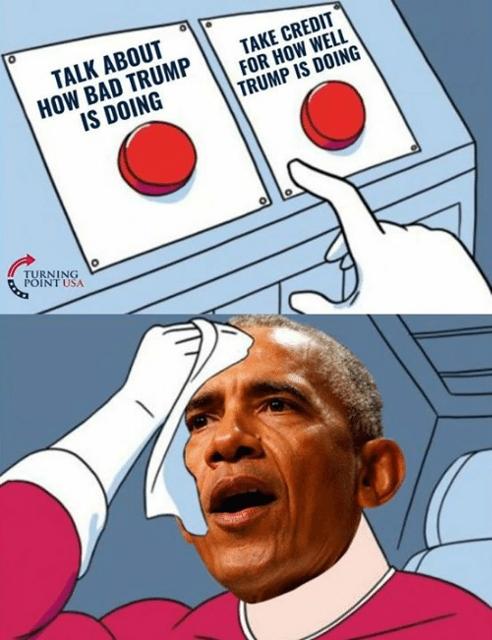 TALK ABOUT
HOW BAD TRUMP
IS DOING
TAKE CREDIT
FOR HOW WELL
TRUMP IS DOING
TURNING
POINT USA